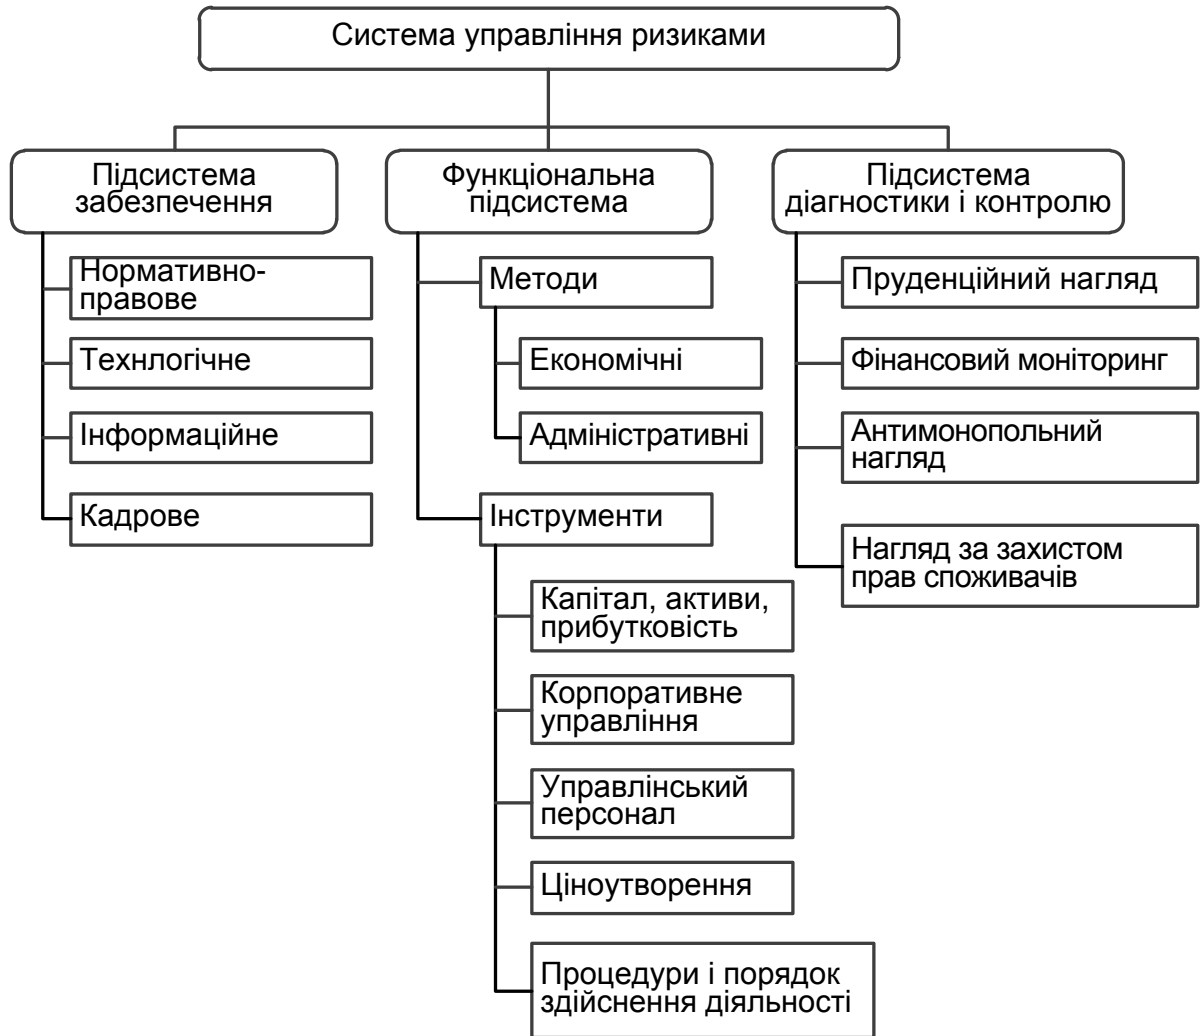 Система управління ризиками
Підсистема
забезпечення
Нормативно-
правове
Технлогічне
Інформаційне
Кадрове
Функціональна
підсистема
Методи
Економічні
Адміністративні
Інструменти
Капітал, активи,
прибутковість
Корпоративне
управління
Управлінський
персонал
Ціноутворення
Процедури і порядок
здійснення діяльності
Підсистема
діагностики і контролю
Пруденційний нагляд
Фінансовий моніторинг
Антимонопольний
нагляд
Нагляд за захистом
прав споживачів